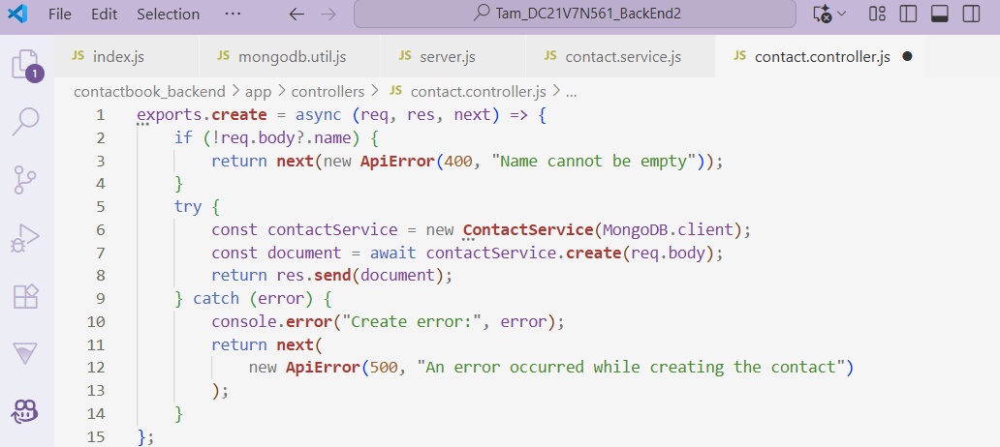 File Edit Selection ··· Tam_DC21V7N561_BackEnd2
JS index.js JS mongodb.util.js JS server.js JS contact.service.js JS contact.controller.js
1
contactbook_backend > app > controllers > JS contact.controller.js > ...
1 exports.create = async (req, res, next) => {
2 if (!req.body?.name) {
3 return next(new ApiError(400, "Name cannot be empty"));
4 }
5 try {
6 const contactService = new ContactService(MongoDB.client);
7 const document = await contactService.create(req.body);
8 return res.send(document);
9 } catch (error) {
10 console.error("Create error:", error);
11 return next(
12 new ApiError(500, "An error occurred while creating the contact")
13 );
14 }
15 };